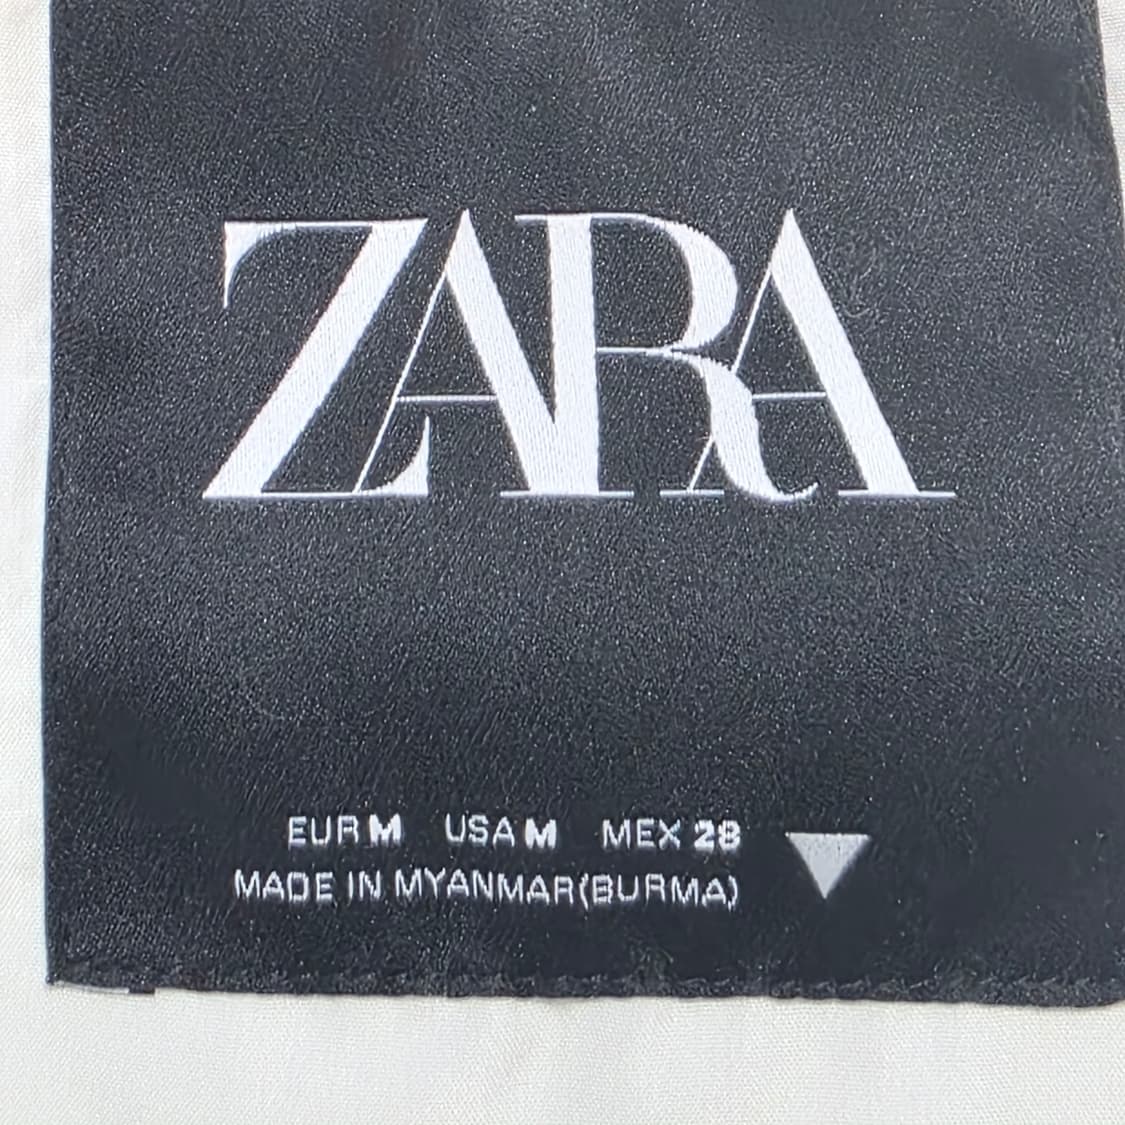 ZARA
EUR M USA M MEX 28
MADE IN MYANMAR(BURMA)